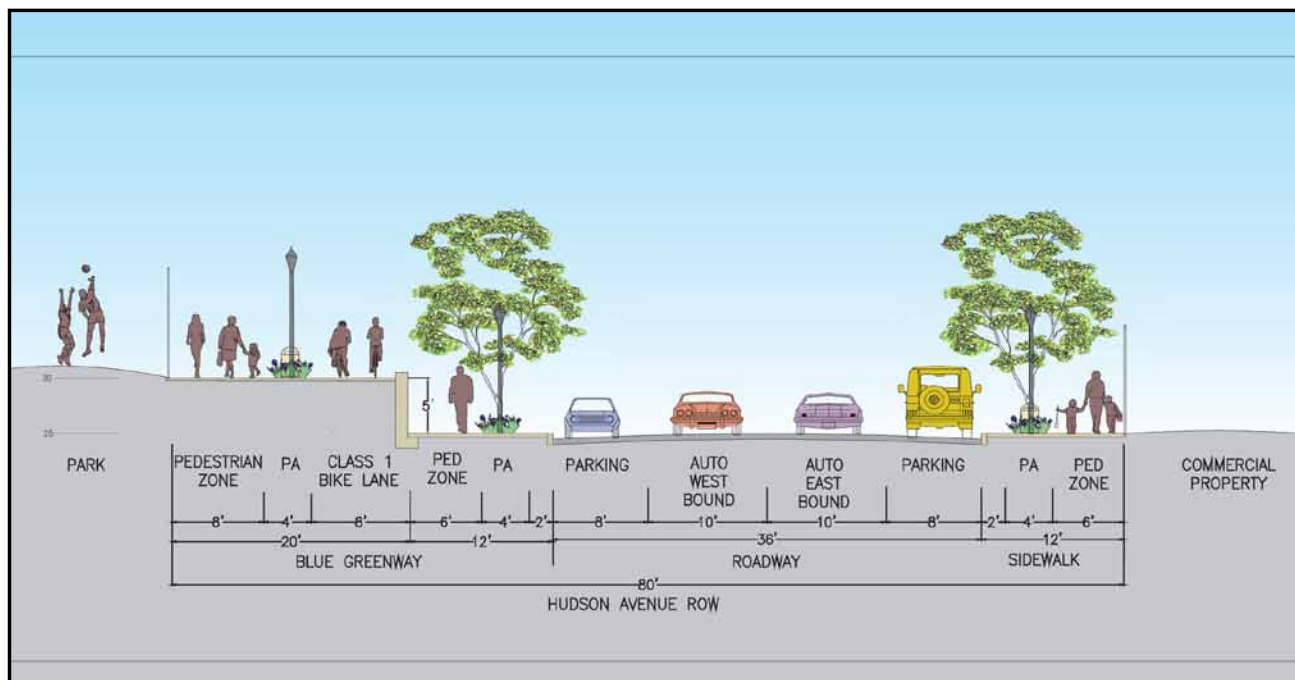 30
25
5'
PARK
PEDESTRIAN
ZONE
PA
CLASS 1
BIKE LANE
PED
ZONE
PA
PARKING
AUTO
WEST
BOUND
AUTO
EAST
BOUND
PARKING
PA
PED
ZONE
COMMERCIAL
PROPERTY
8' 4' 8' 6' 4' 2' 8' 10' 10' 8' 2' 4' 6'
20' 12' 36' 12'
BLUE GREENWAY ROADWAY SIDEWALK
80'
HUDSON AVENUE ROW